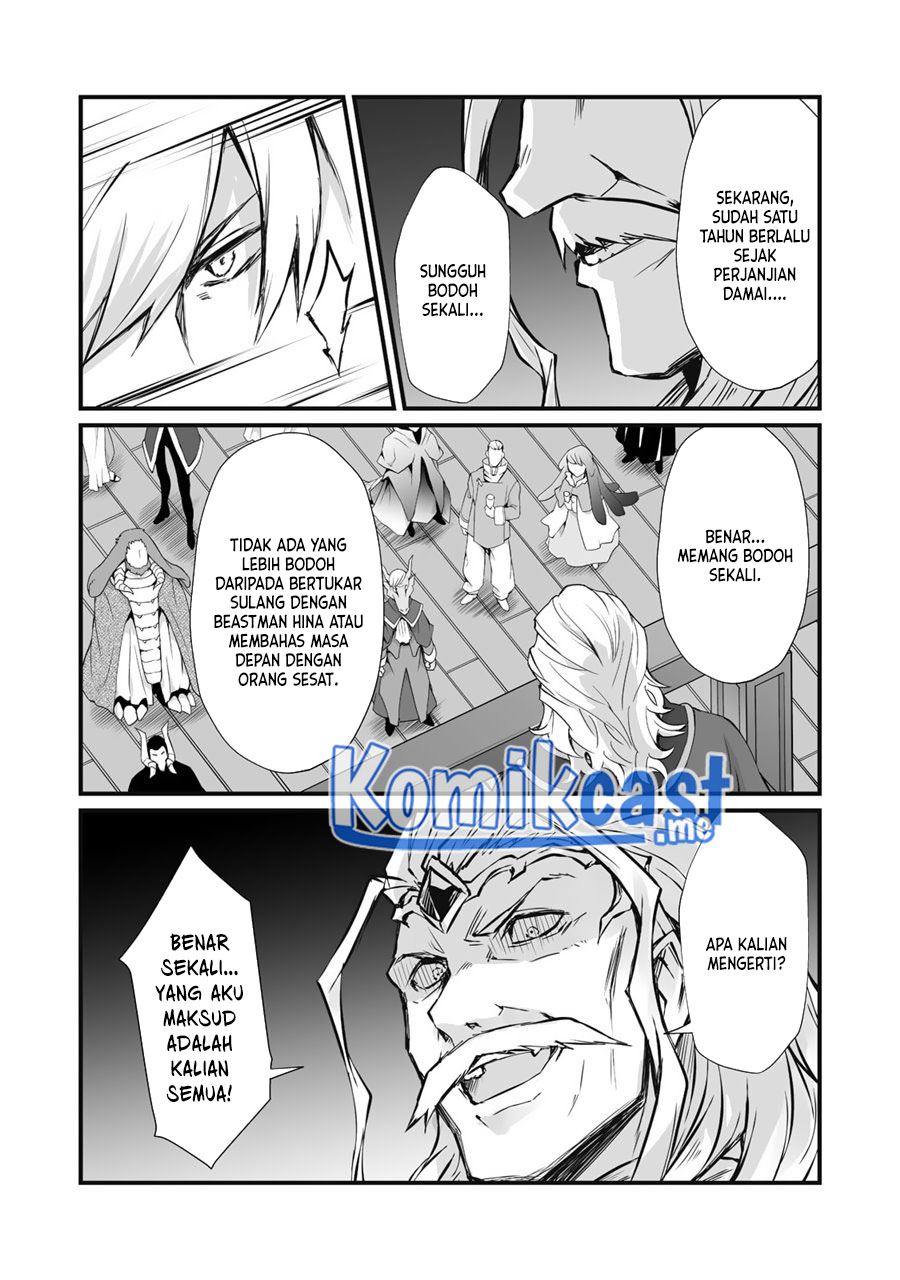 SEKARANG,
SUDAH SATU
TAHUN BERLALU
SEJAK
PERJANJIAN
DAMAI....
SUNGGUH
BODOH
SEKALI...
BENAR...
MEMANG BODOH
SEKALI.
TIDAK ADA YANG
LEBIH BODOH
DARIPADA BERTUKAR
SULANG DENGAN
BEASTMAN HINA ATAU
MEMBAHAS MASA
DEPAN DENGAN
ORANG SESAT.
Komikcast
.me
APA KALIAN
MENGERTI?
BENAR
SEKALI...
YANG AKU
MAKSUD
ADALAH
KALIAN
SEMUA!